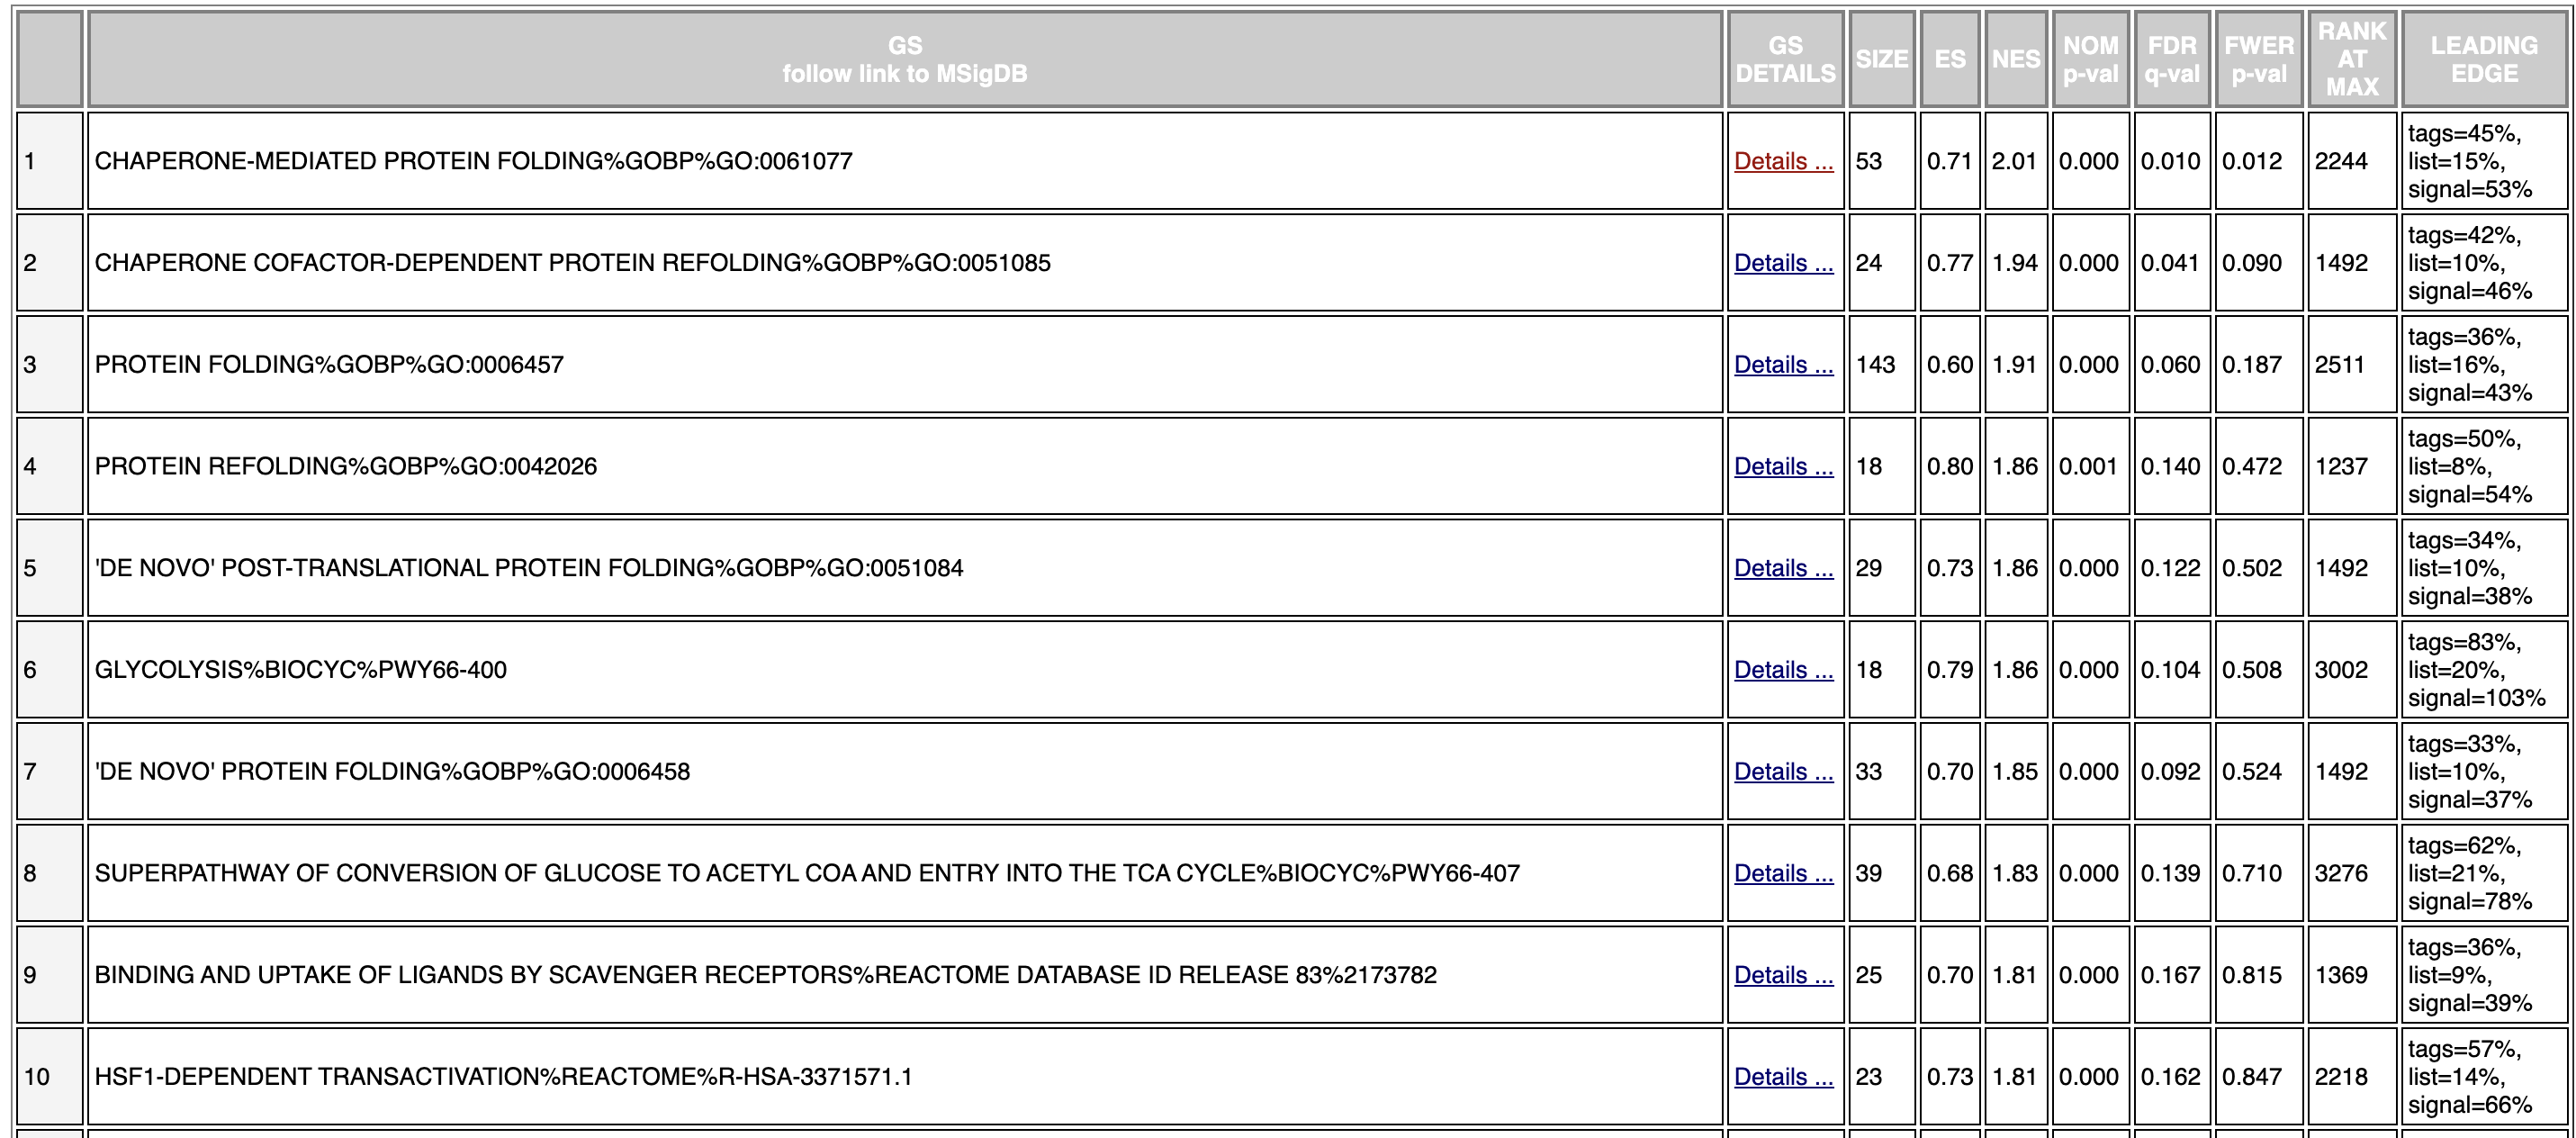 GS
follow link to MSigDB
GS
DETAILS
SIZE
ES
NES
NOM
p-val
FDR
q-val
FWER
p-val
RANK
AT
MAX
LEADING
EDGE
1 CHAPERONE-MEDIATED PROTEIN FOLDING%GOBP%GO:0061077 Details ... 53 0.71 2.01 0.000 0.010 0.012 2244
tags=45%,
list=15%,
signal=53%
2 CHAPERONE COFACTOR-DEPENDENT PROTEIN REFOLDING%GOBP%GO:0051085 Details ... 24 0.77 1.94 0.000 0.041 0.090 1492
tags=42%,
list=10%,
signal=46%
3 PROTEIN FOLDING%GOBP%GO:0006457 Details ... 143 0.60 1.91 0.000 0.060 0.187 2511
tags=36%,
list=16%,
signal=43%
4 PROTEIN REFOLDING%GOBP%GO:0042026 Details ... 18 0.80 1.86 0.001 0.140 0.472 1237
tags=50%,
list=8%,
signal=54%
5 'DE NOVO' POST-TRANSLATIONAL PROTEIN FOLDING%GOBP%GO:0051084 Details ... 29 0.73 1.86 0.000 0.122 0.502 1492
tags=34%,
list=10%,
signal=38%
6 GLYCOLYSIS%BIOCYC%PWY66-400 Details ... 18 0.79 1.86 0.000 0.104 0.508 3002
tags=83%,
list=20%,
signal=103%
7 'DE NOVO' PROTEIN FOLDING%GOBP%GO:0006458 Details ... 33 0.70 1.85 0.000 0.092 0.524 1492
tags=33%,
list=10%,
signal=37%
8 SUPERPATHWAY OF CONVERSION OF GLUCOSE TO ACETYL COA AND ENTRY INTO THE TCA CYCLE%BIOCYC%PWY66-407 Details ... 39 0.68 1.83 0.000 0.139 0.710 3276
tags=62%,
list=21%,
signal=78%
9 BINDING AND UPTAKE OF LIGANDS BY SCAVENGER RECEPTORS%REACTOME DATABASE ID RELEASE 83%2173782 Details ... 25 0.70 1.81 0.000 0.167 0.815 1369
tags=36%,
list=9%,
signal=39%
10 HSF1-DEPENDENT TRANSACTIVATION%REACTOME%R-HSA-3371571.1 Details ... 23 0.73 1.81 0.000 0.162 0.847 2218
tags=57%,
list=14%,
signal=66%